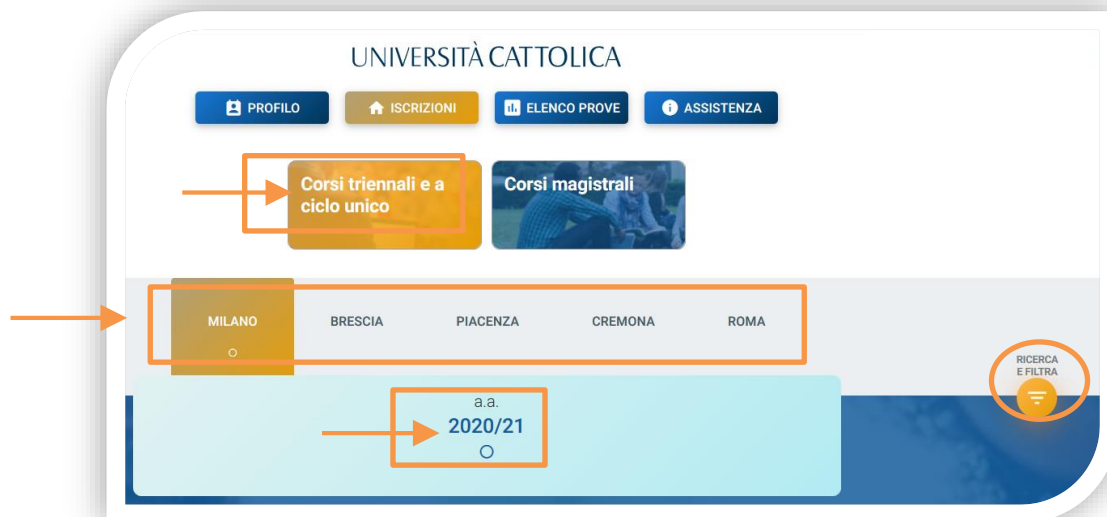 UNIVERSITÀ CATTOLICA
PROFILO
ISCRIZIONI
ELENCO PROVE
ASSISTENZA
Corsi triennali e a
ciclo unico
Corsi magistrali
MILANO
BRESCIA
PIACENZA
CREMONA
ROMA
RICERCA
E FILTRA
a.a.
2020/21